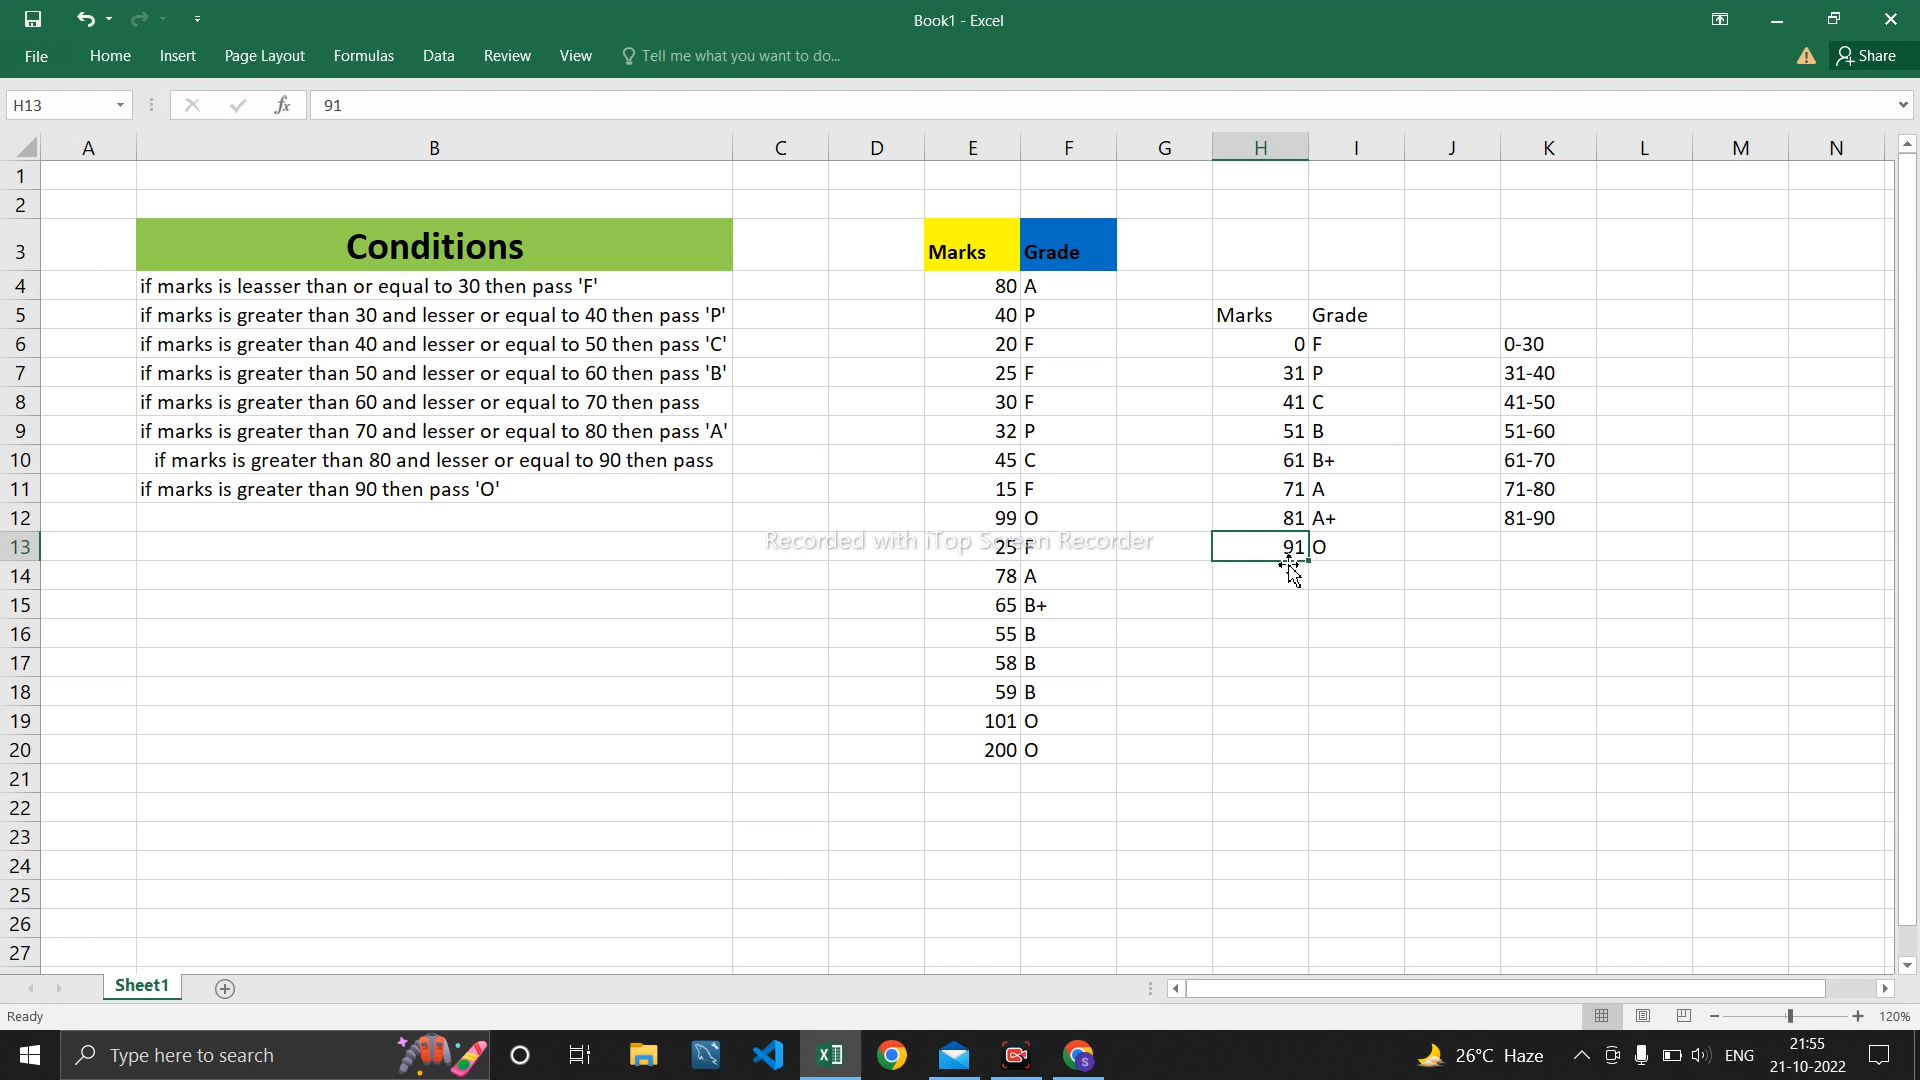 Book1 - Excel
File Home Insert Page Layout Formulas Data Review View Tell me what you want to do... Share
H13 fx 91
A B C D E F G H I J K L M N
1
2
3 Conditions Marks Grade
4 if marks is leasser than or equal to 30 then pass 'F' 80 A
5 if marks is greater than 30 and lesser or equal to 40 then pass 'P' 40 P Marks Grade
6 if marks is greater than 40 and lesser or equal to 50 then pass 'C' 20 F 0 F 0-30
7 if marks is greater than 50 and lesser or equal to 60 then pass 'B' 25 F 31 P 31-40
8 if marks is greater than 60 and lesser or equal to 70 then pass 30 F 41 C 41-50
9 if marks is greater than 70 and lesser or equal to 80 then pass 'A' 32 P 51 B 51-60
10 if marks is greater than 80 and lesser or equal to 90 then pass 45 C 61 B+ 61-70
11 if marks is greater than 90 then pass 'O' 15 F 71 A 71-80
12 99 O 81 A+ 81-90
Recorded with iTop Screen Recorder
13 25 F 91 O
14 78 A
15 65 B+
16 55 B
17 58 B
18 59 B
19 101 O
20 200 O
21
22
23
24
25
26
27
Sheet1
Ready 120%
Type here to search 26°C Haze ENG 21:55
21-10-2022